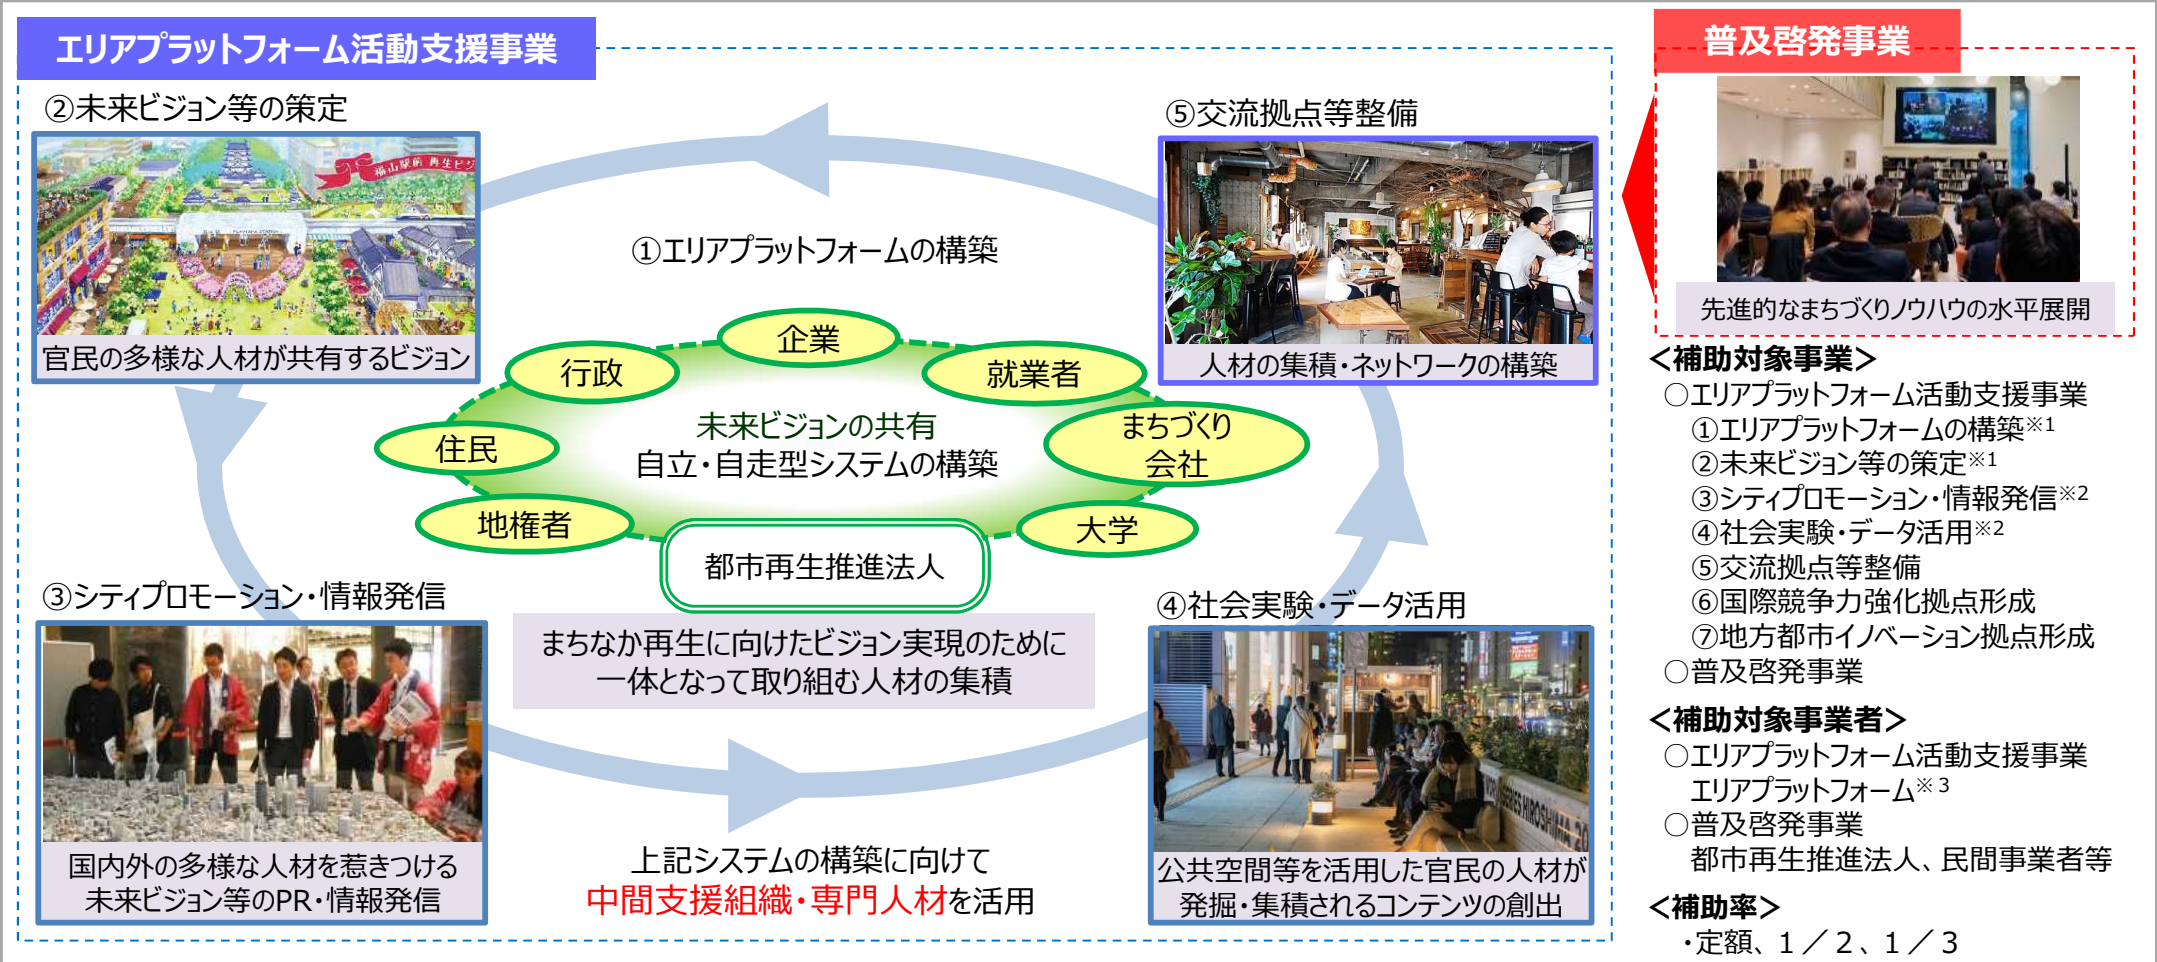 エリアプラットフォーム活動支援事業
②未来ビジョン等の策定
福山駅前 再生ビジ
官民の多様な人材が共有するビジョン
①エリアプラットフォームの構築
⑤交流拠点等整備
人材の集積・ネットワークの構築
企業
行政
就業者
住民
まちづくり
会社
地権者
大学
未来ビジョンの共有
自立・自走型システムの構築
都市再生推進法人
まちなか再生に向けたビジョン実現のために
一体となって取り組む人材の集積
③シティプロモーション・情報発信
国内外の多様な人材を惹きつける
未来ビジョン等のPR・情報発信
上記システムの構築に向けて
中間支援組織・専門人材を活用
④社会実験・データ活用
公共空間等を活用した官民の人材が
発掘・集積されるコンテンツの創出
普及啓発事業
先進的なまちづくりノウハウの水平展開
＜補助対象事業＞
○エリアプラットフォーム活動支援事業
①エリアプラットフォームの構築※1
②未来ビジョン等の策定※1
③シティプロモーション・情報発信※2
④社会実験・データ活用※2
⑤交流拠点等整備
⑥国際競争力強化拠点形成
⑦地方都市イノベーション拠点形成
○普及啓発事業
＜補助対象事業者＞
○エリアプラットフォーム活動支援事業
エリアプラットフォーム※３
○普及啓発事業
都市再生推進法人、民間事業者等
＜補助率＞
・定額、１／２、１／３